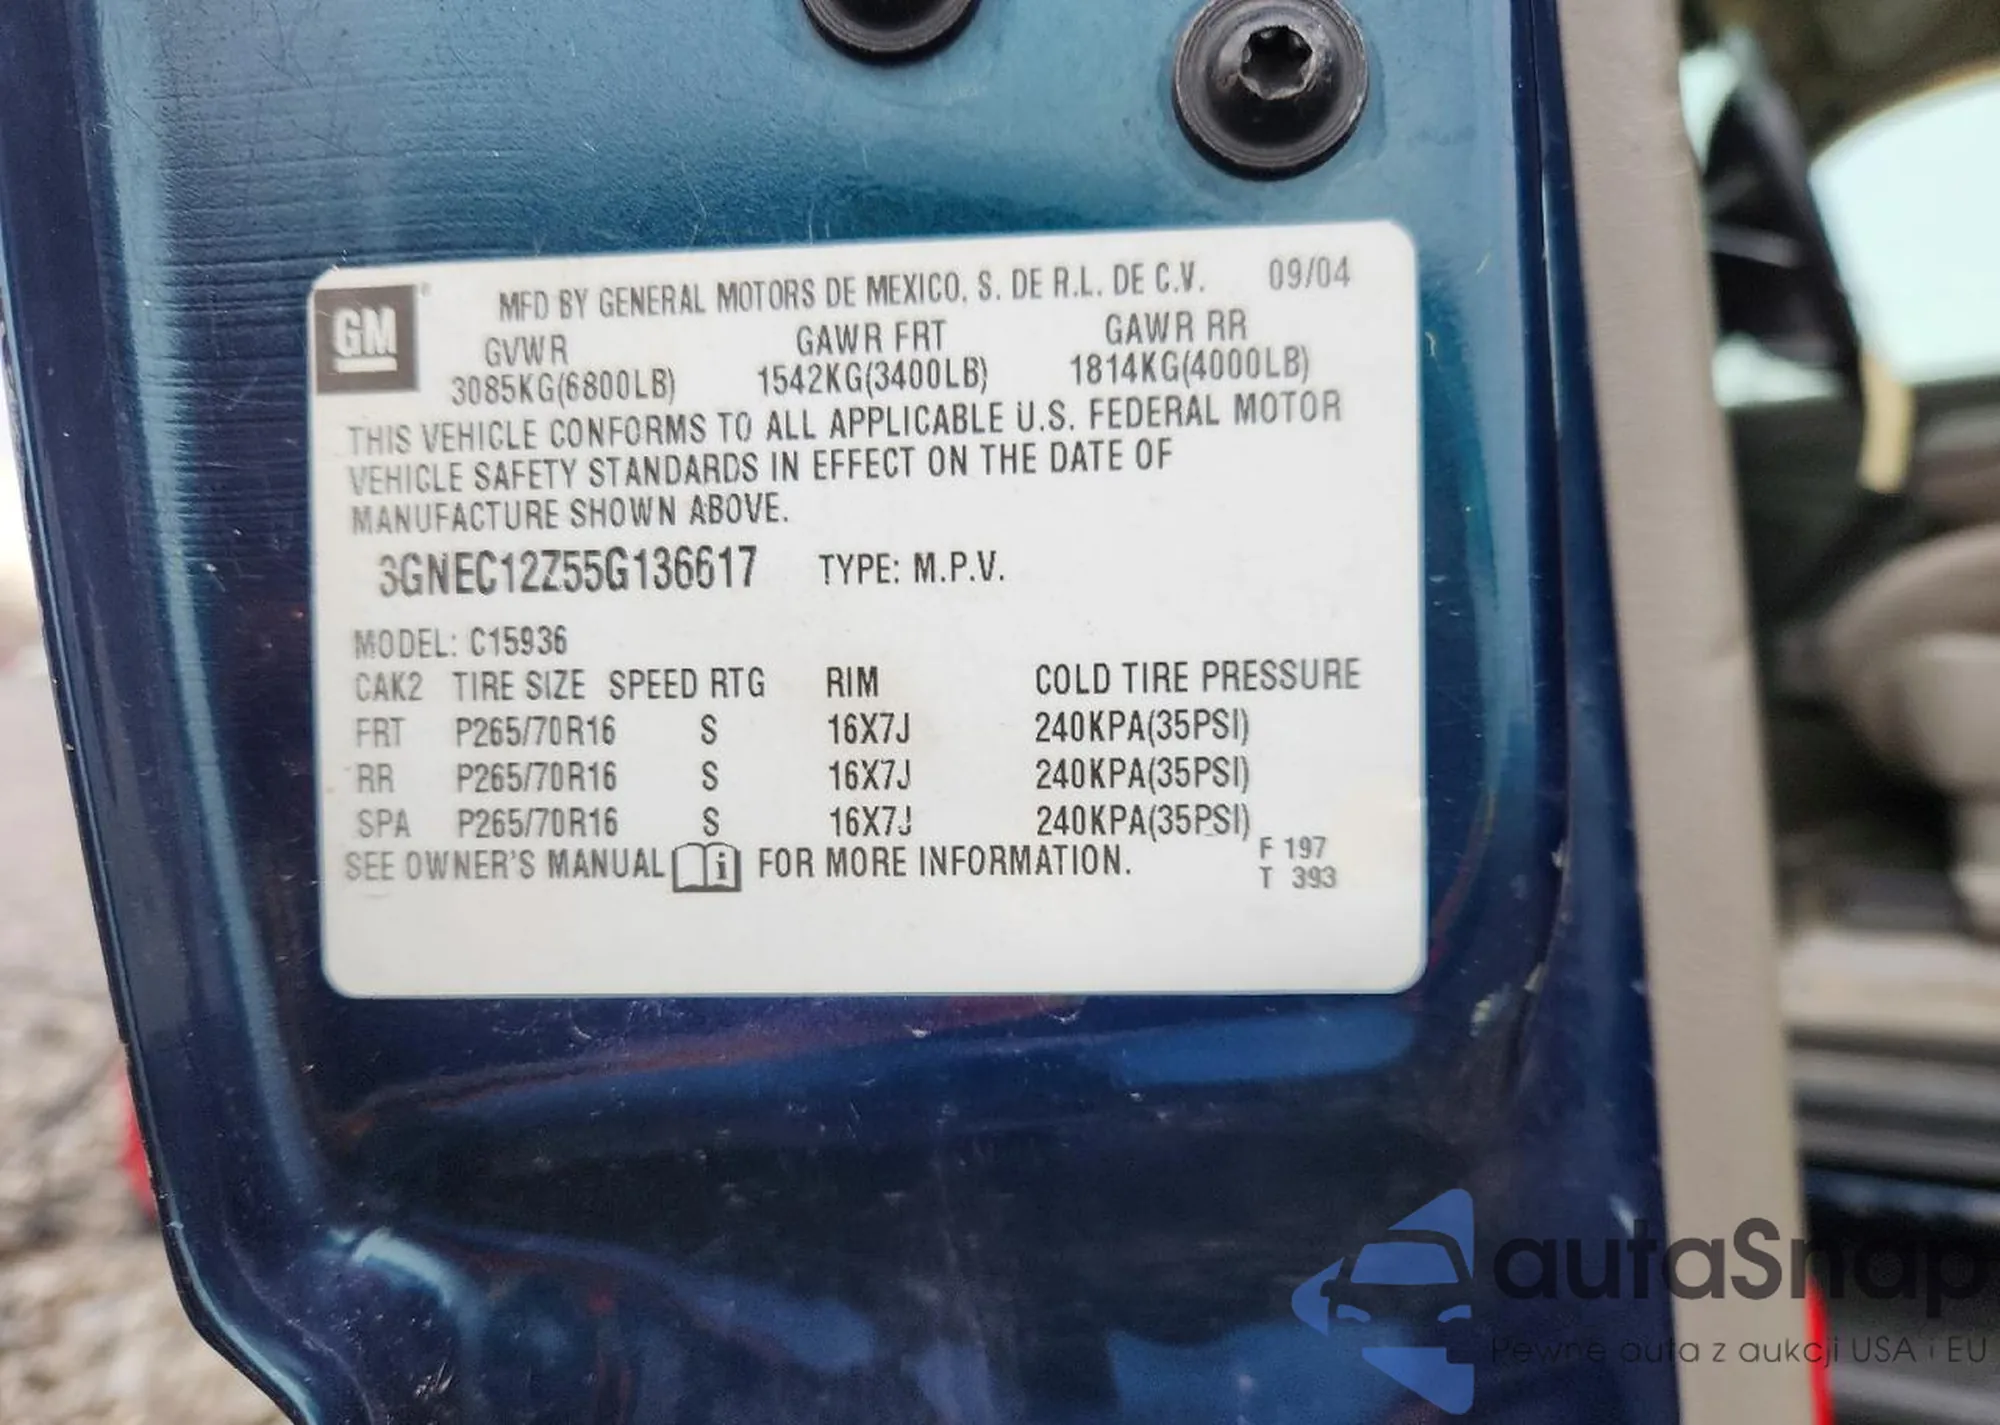 GM
MFD BY GENERAL MOTORS DE MEXICO, S. DE R.L. DE C.V. 09/04
GVWR GAWR FRT GAWR RR
3085KG(6800LB) 1542KG(3400LB) 1814KG(4000LB)
THIS VEHICLE CONFORMS TO ALL APPLICABLE U.S. FEDERAL MOTOR
VEHICLE SAFETY STANDARDS IN EFFECT ON THE DATE OF
MANUFACTURE SHOWN ABOVE.
3GNEC12Z55G136617 TYPE: M.P.V.
MODEL: C15936
CAK2 TIRE SIZE SPEED RTG RIM COLD TIRE PRESSURE
FRT P265/70R16 S 16X7J 240KPA(35PSI)
RR P265/70R16 S 16X7J 240KPA(35PSI)
SPA P265/70R16 S 16X7J 240KPA(35PSI)
SEE OWNER'S MANUAL FOR MORE INFORMATION.
F 197
T 393
autaSnap
Pewne auta z aukcji USA i EU